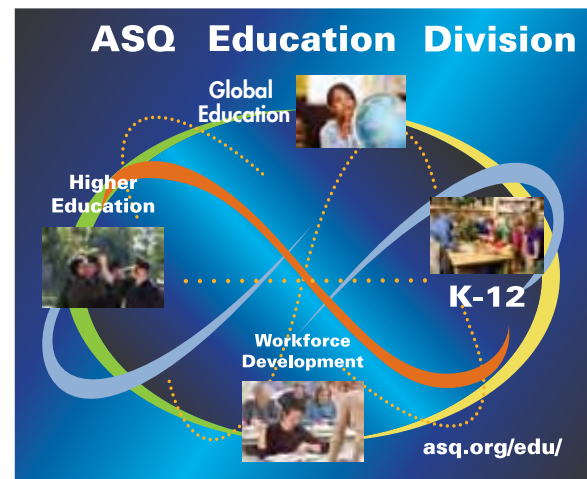 ASQ Education Division
Global
Education
Higher
Education
K-12
Workforce
Development
asq.org/edu/